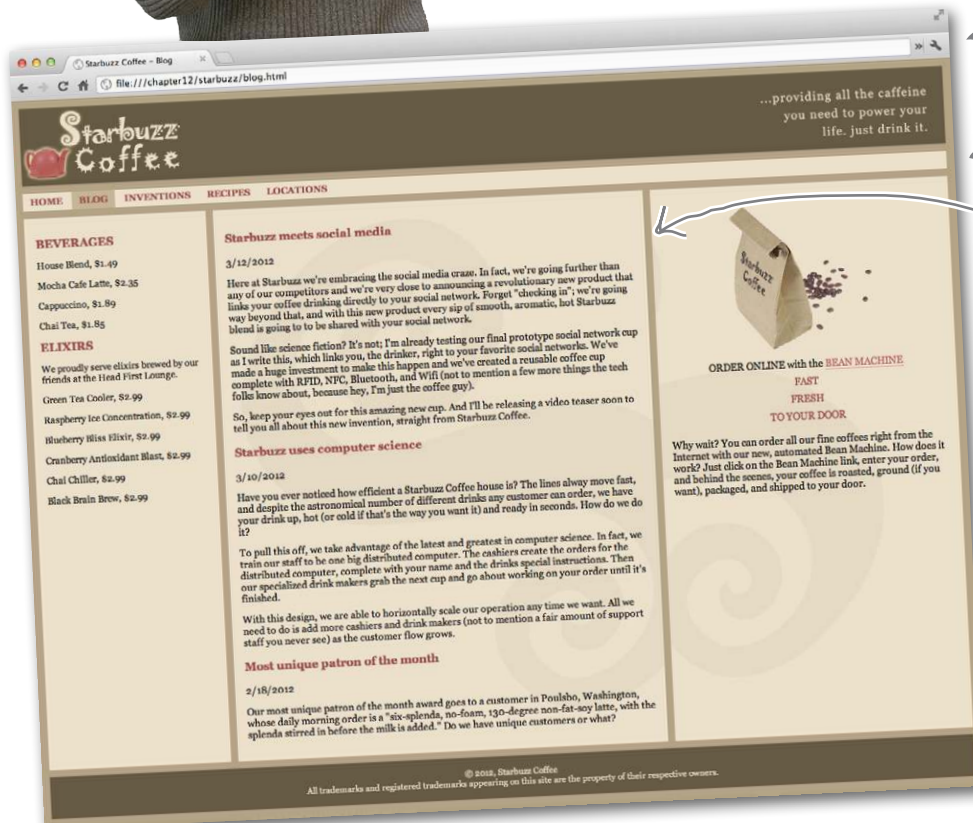 Starbuzz Coffee - Blog
file:///chapter12/starbuzz/blog.html
Starbuzz
Coffee
...providing all the caffeine
you need to power your
life. just drink it.
HOME BLOG INVENTIONS RECIPES LOCATIONS
BEVERAGES
House Blend, $1.49
Mocha Cafe Latte, $2.35
Cappuccino, $1.89
Chai Tea, $1.85
ELIXIRS
We proudly serve elixirs brewed by our
friends at the Head First Lounge.
Green Tea Cooler, $2.99
Raspberry Ice Concentration, $2.99
Blueberry Bliss Elixir, $2.99
Cranberry Antioxidant Blast, $2.99
Chai Chiller, $2.99
Black Brain Brew, $2.99
Starbuzz meets social media
3/12/2012
Here at Starbuzz we're embracing the social media craze. In fact, we're going further than
any of our competitors and we're very close to announcing a revolutionary new product that
links your coffee drinking directly to your social network. Forget "checking in"; we're going
way beyond that, and with this new product every sip of smooth, aromatic, hot Starbuzz
blend is going to to be shared with your social network.
Sound like science fiction? It's not; I'm already testing our final prototype social network cup
as I write this, which links you, the drinker, right to your favorite social networks. We've
made a huge investment to make this happen and we've created a reusable coffee cup
complete with RFID, NFC, Bluetooth, and Wifi (not to mention a few more things the tech
folks know about, because hey, I'm just the coffee guy).
So, keep your eyes out for this amazing new cup. And I'll be releasing a video teaser soon to
tell you all about this new invention, straight from Starbuzz Coffee.
Starbuzz uses computer science
3/10/2012
Have you ever noticed how efficient a Starbuzz Coffee house is? The lines alway move fast,
and despite the astronomical number of different drinks any customer can order, we have
your drink up, hot (or cold if that's the way you want it) and ready in seconds. How do we do
it?
To pull this off, we take advantage of the latest and greatest in computer science. In fact, we
train our staff to be one big distributed computer. The cashiers create the orders for the
distributed computer, complete with your name and the drinks special instructions. Then
our specialized drink makers grab the next cup and go about working on your order until it's
finished.
With this design, we are able to horizontally scale our operation any time we want. All we
need to do is add more cashiers and drink makers (not to mention a fair amount of support
staff you never see) as the customer flow grows.
Most unique patron of the month
2/18/2012
Our most unique patron of the month award goes to a customer in Poulsbo, Washington,
whose daily morning order is a "six-splenda, no-foam, 130-degree non-fat-soy latte, with the
splenda stirred in before the milk is added." Do we have unique customers or what?
Starbuzz
Coffee
ORDER ONLINE with the BEAN MACHINE
FAST
FRESH
TO YOUR DOOR
Why wait? You can order all our fine coffees right from the
Internet with our new, automated Bean Machine. How does it
work? Just click on the Bean Machine link, enter your order,
and behind the scenes, your coffee is roasted, ground (if you
want), packaged, and shipped to your door.
© 2012, Starbuzz Coffee
All trademarks and registered trademarks appearing on this site are the property of their respective owners.